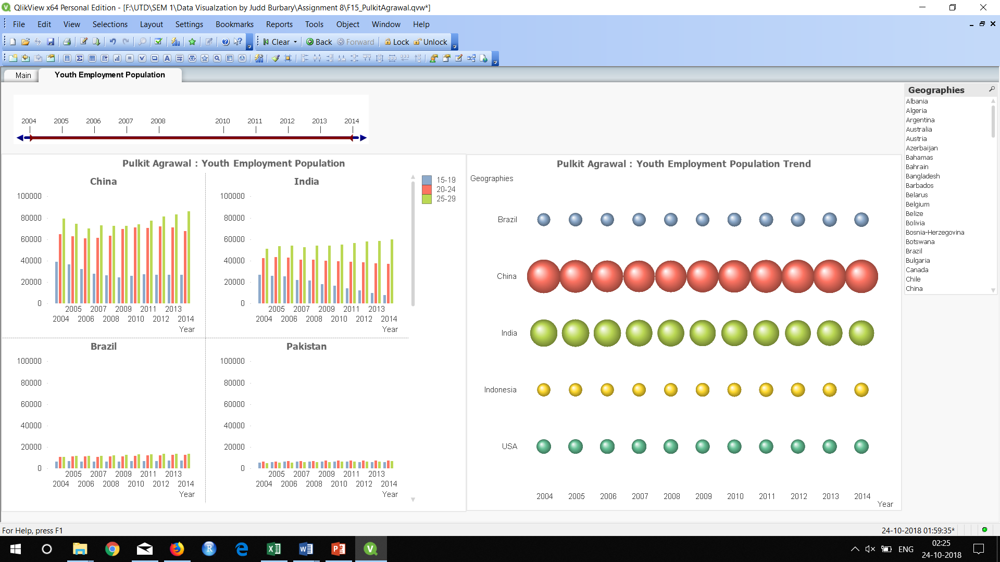 QlikView x64 Personal Edition - [F:\UTD\SEM 1\Data Visualzation by Judd Burbary\Assignment 8\F15_PulkitAgrawal.qvw*]
File Edit View Selections Layout Settings Bookmarks Reports Tools Object Window Help
Clear Back Forward Lock Unlock
Main Youth Employment Population
2004 2005 2006 2007 2008 2010 2011 2012 2013 2014
Pulkit Agrawal : Youth Employment Population
15-19
20-24
25-29
China
100000
80000
60000
40000
20000
0
2005 2007 2009 2011 2013
2004 2006 2008 2010 2012 2014
Year
India
100000
80000
60000
40000
20000
0
2005 2007 2009 2011 2013
2004 2006 2008 2010 2012 2014
Year
Brazil
100000
80000
60000
40000
20000
0
2005 2007 2009 2011 2013
2004 2006 2008 2010 2012 2014
Year
Pakistan
100000
80000
60000
40000
20000
0
2005 2007 2009 2011 2013
2004 2006 2008 2010 2012 2014
Year
Pulkit Agrawal : Youth Employment Population Trend
Geographies
Brazil
China
India
Indonesia
USA
2004 2005 2006 2007 2008 2009 2010 2011 2012 2013 2014
Year
Geographies
Albania
Algeria
Argentina
Australia
Austria
Azerbaijan
Bahamas
Bahrain
Bangladesh
Barbados
Belarus
Belgium
Belize
Bolivia
Bosnia-Herzegovina
Botswana
Brazil
Bulgaria
Canada
Chile
China
For Help, press F1
24-10-2018 01:59:35*
ENG
02:25
24-10-2018